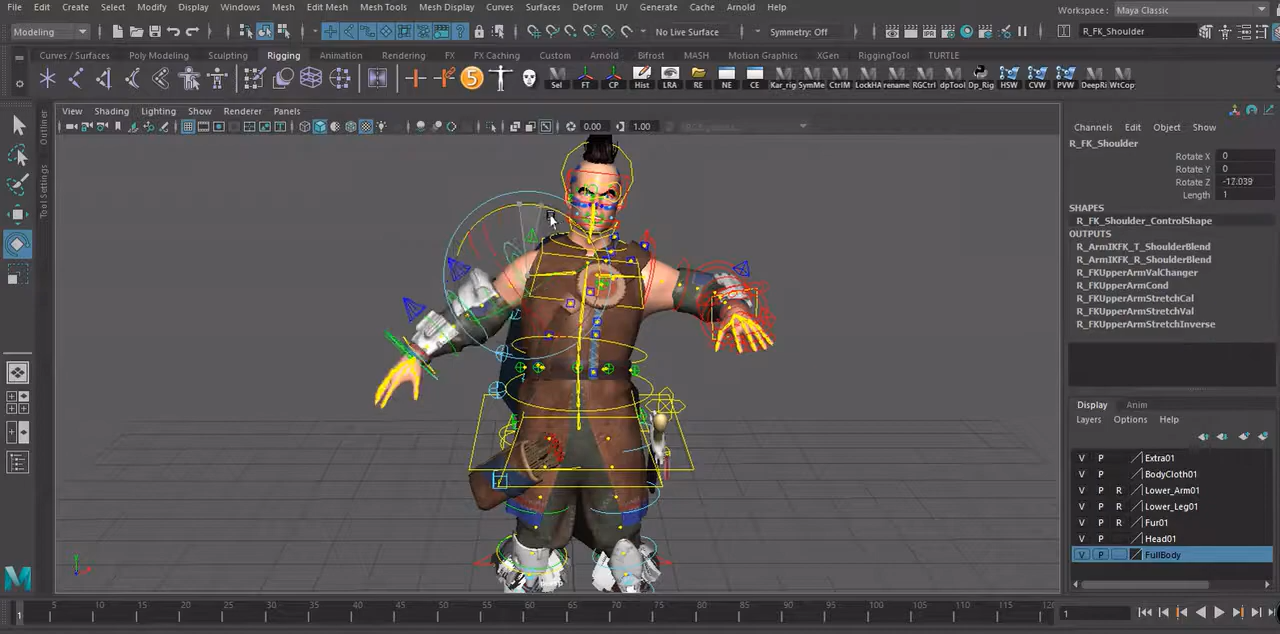 File Edit Create Select Modify Display Windows Mesh Edit Mesh Mesh Tools Mesh Display Curves Surfaces Deform UV Generate Cache Arnold Help
Workspace : Maya Classic
Modeling
No Live Surface
Symmetry: Off
R_FK_Shoulder
Curves / Surfaces Poly Modeling Sculpting Rigging Animation Rendering FX FX Caching Custom Arnold Bifrost MASH Motion Graphics XGen RiggingTool TURTLE
5
Sel FT CP Hist LRA RE NE CE Kar_rig SymMe CtrlM LockHA rename RGCtrl dpTool Dp_Rig HSW CVW PVW DeepRi WtCop
View Shading Lighting Show Renderer Panels
0.00
1.00
Outliner
Tool Settings
Channels Edit Object Show
R_FK_Shoulder
Rotate X 0
Rotate Y 0
Rotate Z -17.039
Length 1
SHAPES
R_FK_Shoulder_ControlShape
OUTPUTS
R_ArmIKFK_T_ShoulderBlend
R_ArmIKFK_R_ShoulderBlend
R_FKUpperArmValChanger
R_FKUpperArmCond
R_FKUpperArmStretchCal
R_FKUpperArmStretchVal
R_FKUpperArmStretchInverse
Display Anim
Layers Options Help
V P Extra01
V P BodyCloth01
V P R Lower_Arm01
V P R Lower_Leg01
V P R Fur01
V P Head01
V P FullBody
persp
1 5 10 15 20 25 30 35 40 45 50 55 60 65 70 75 80 85 90 95 100 105 110 115 12
1